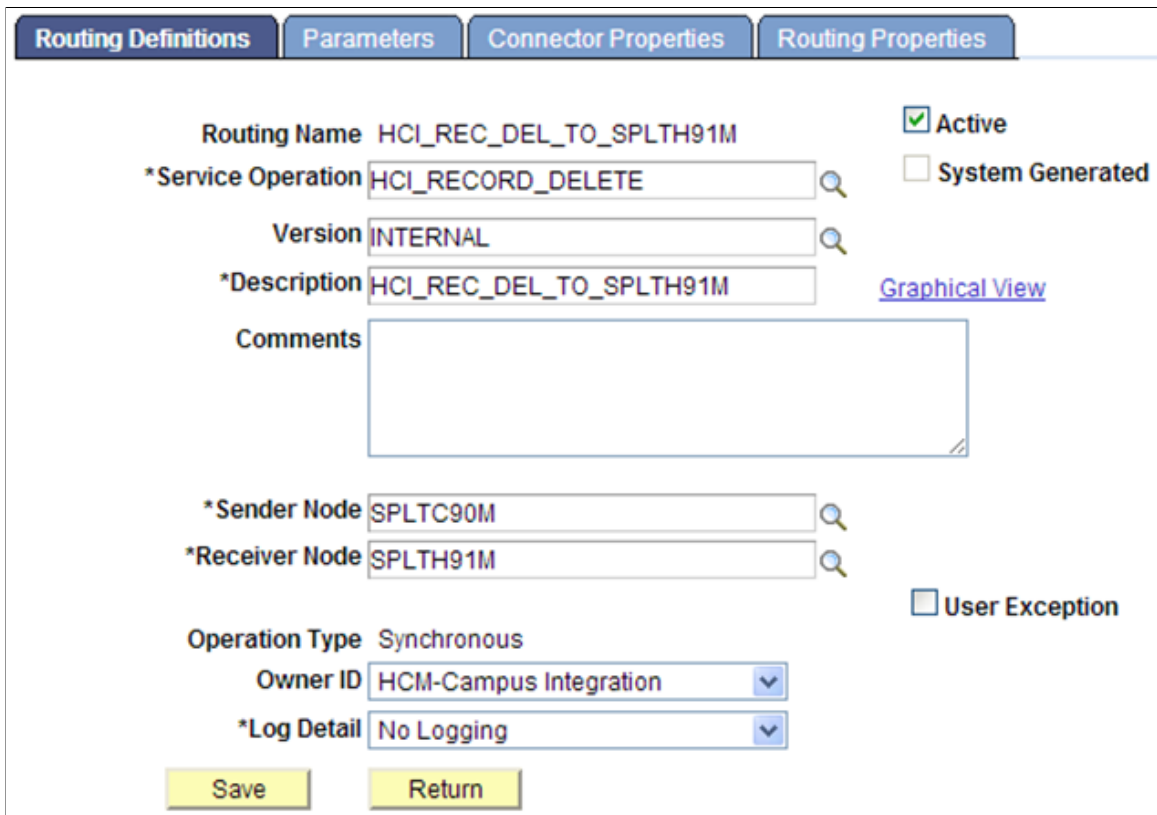 Routing Definitions Parameters Connector Properties Routing Properties
Routing Name HCI_REC_DEL_TO_SPLTH91M Active
*Service Operation HCI_RECORD_DELETE System Generated
Version INTERNAL
*Description HCI_REC_DEL_TO_SPLTH91M Graphical View
Comments
*Sender Node SPLTC90M
*Receiver Node SPLTH91M
User Exception
Operation Type Synchronous
Owner ID HCM-Campus Integration
*Log Detail No Logging
Save Return